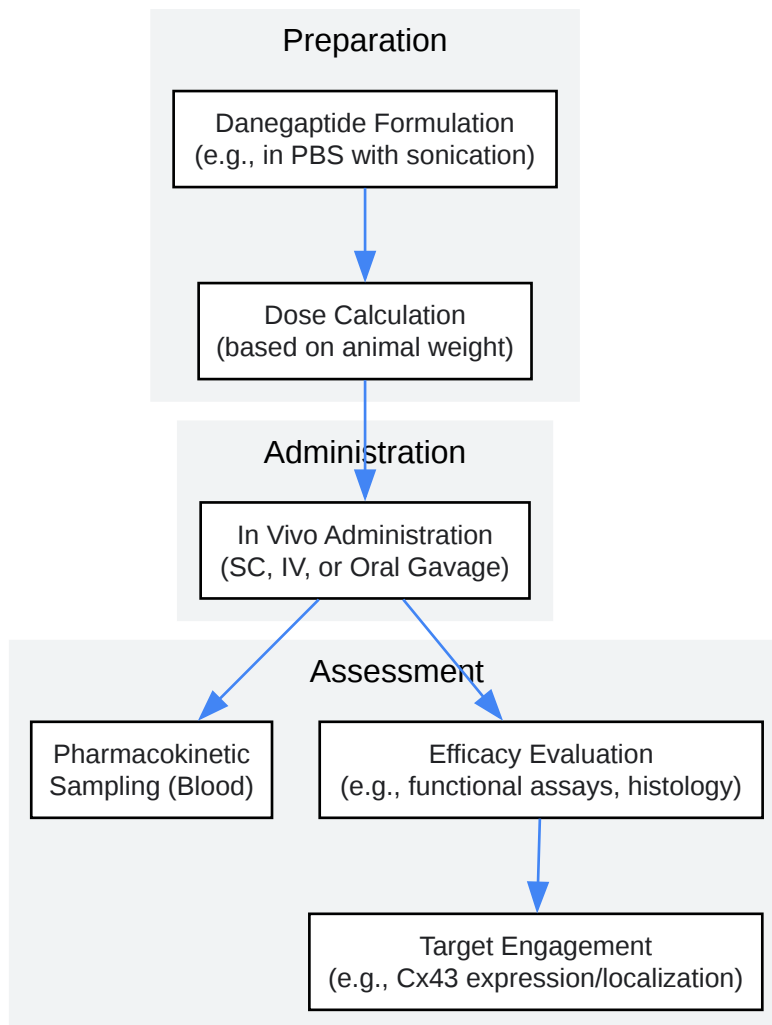 Preparation
Danegaptide Formulation
(e.g., in PBS with sonication)
Dose Calculation
(based on animal weight)
Administration
In Vivo Administration
(SC, IV, or Oral Gavage)
Assessment
Pharmacokinetic
Sampling (Blood)
Efficacy Evaluation
(e.g., functional assays, histology)
Target Engagement
(e.g., Cx43 expression/localization)